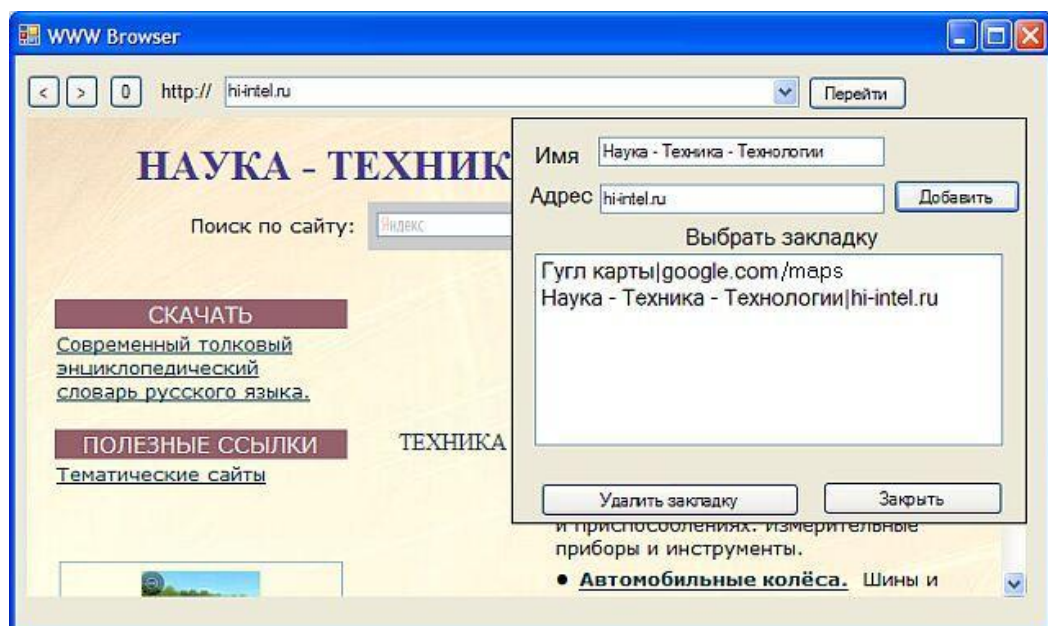 WWW Browser
< > 0 http:// hi-intel.ru Перейти
НАУКА - ТЕХНИК
Поиск по сайту: Яндекс
СКАЧАТЬ
Современный толковый
энциклопедический
словарь русского языка.
ПОЛЕЗНЫЕ ССЫЛКИ
Тематические сайты
ТЕХНИКА
Имя Наука - Техника - Технологии
Адрес hi-intel.ru Добавить
Выбрать закладку
Гугл карты|google.com/maps
Наука - Техника - Технологии|hi-intel.ru
Удалить закладку Закрыть
и приспособлениях. Измерительные
приборы и инструменты.
• Автомобильные колёса. Шины и